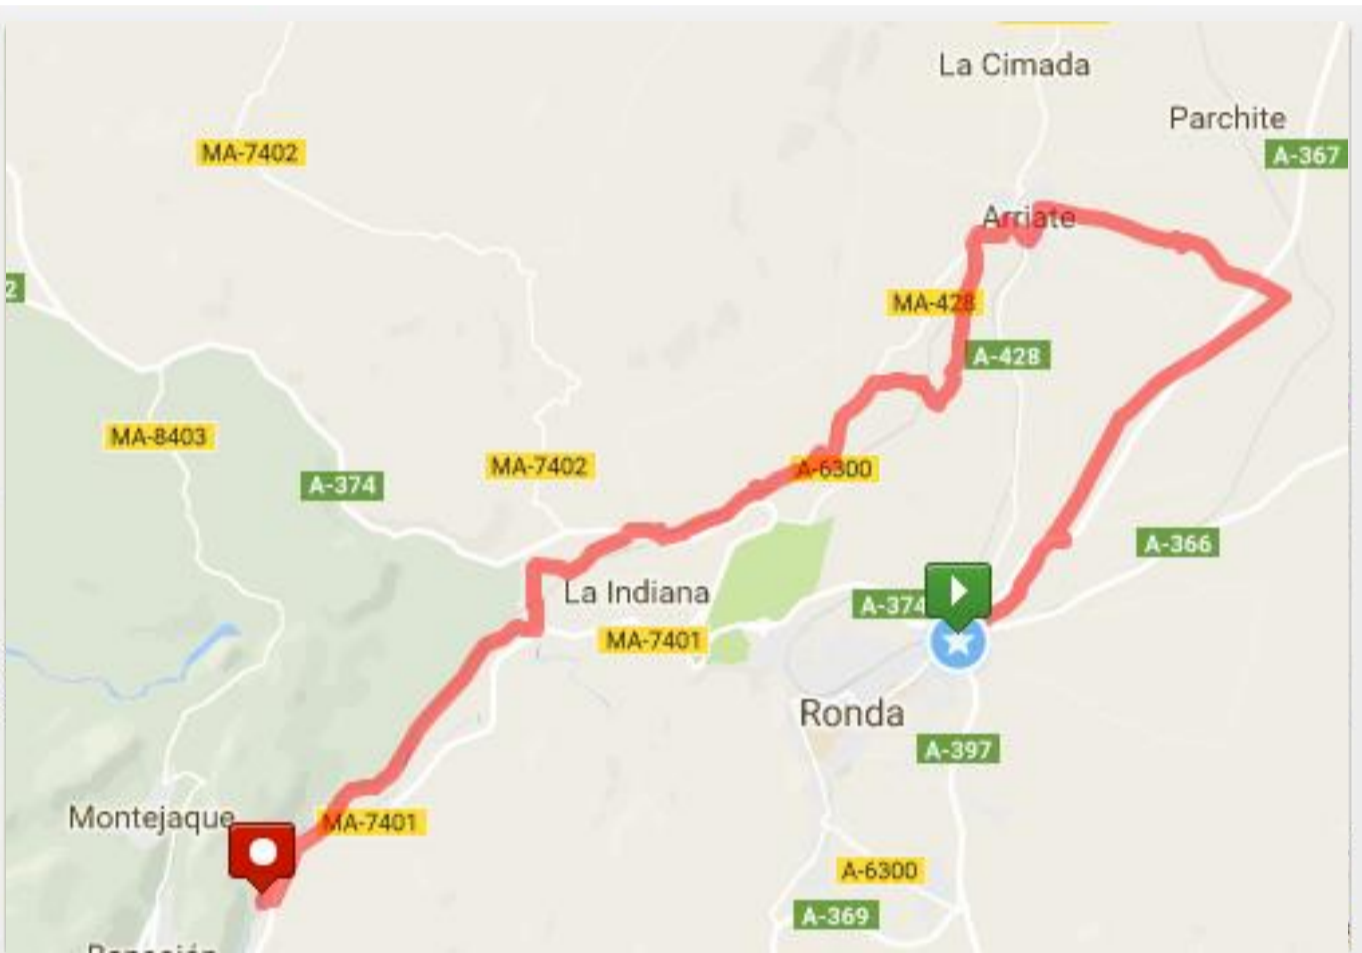 La Cimada
Parchite
MA-7402
A-367
Arriate
2
MA-428
A-428
MA-8403
MA-7402
A-6300
A-374
A-366
La Indiana
A-374
MA-7401
Ronda
A-397
Montejaque
MA-7401
A-6300
A-369